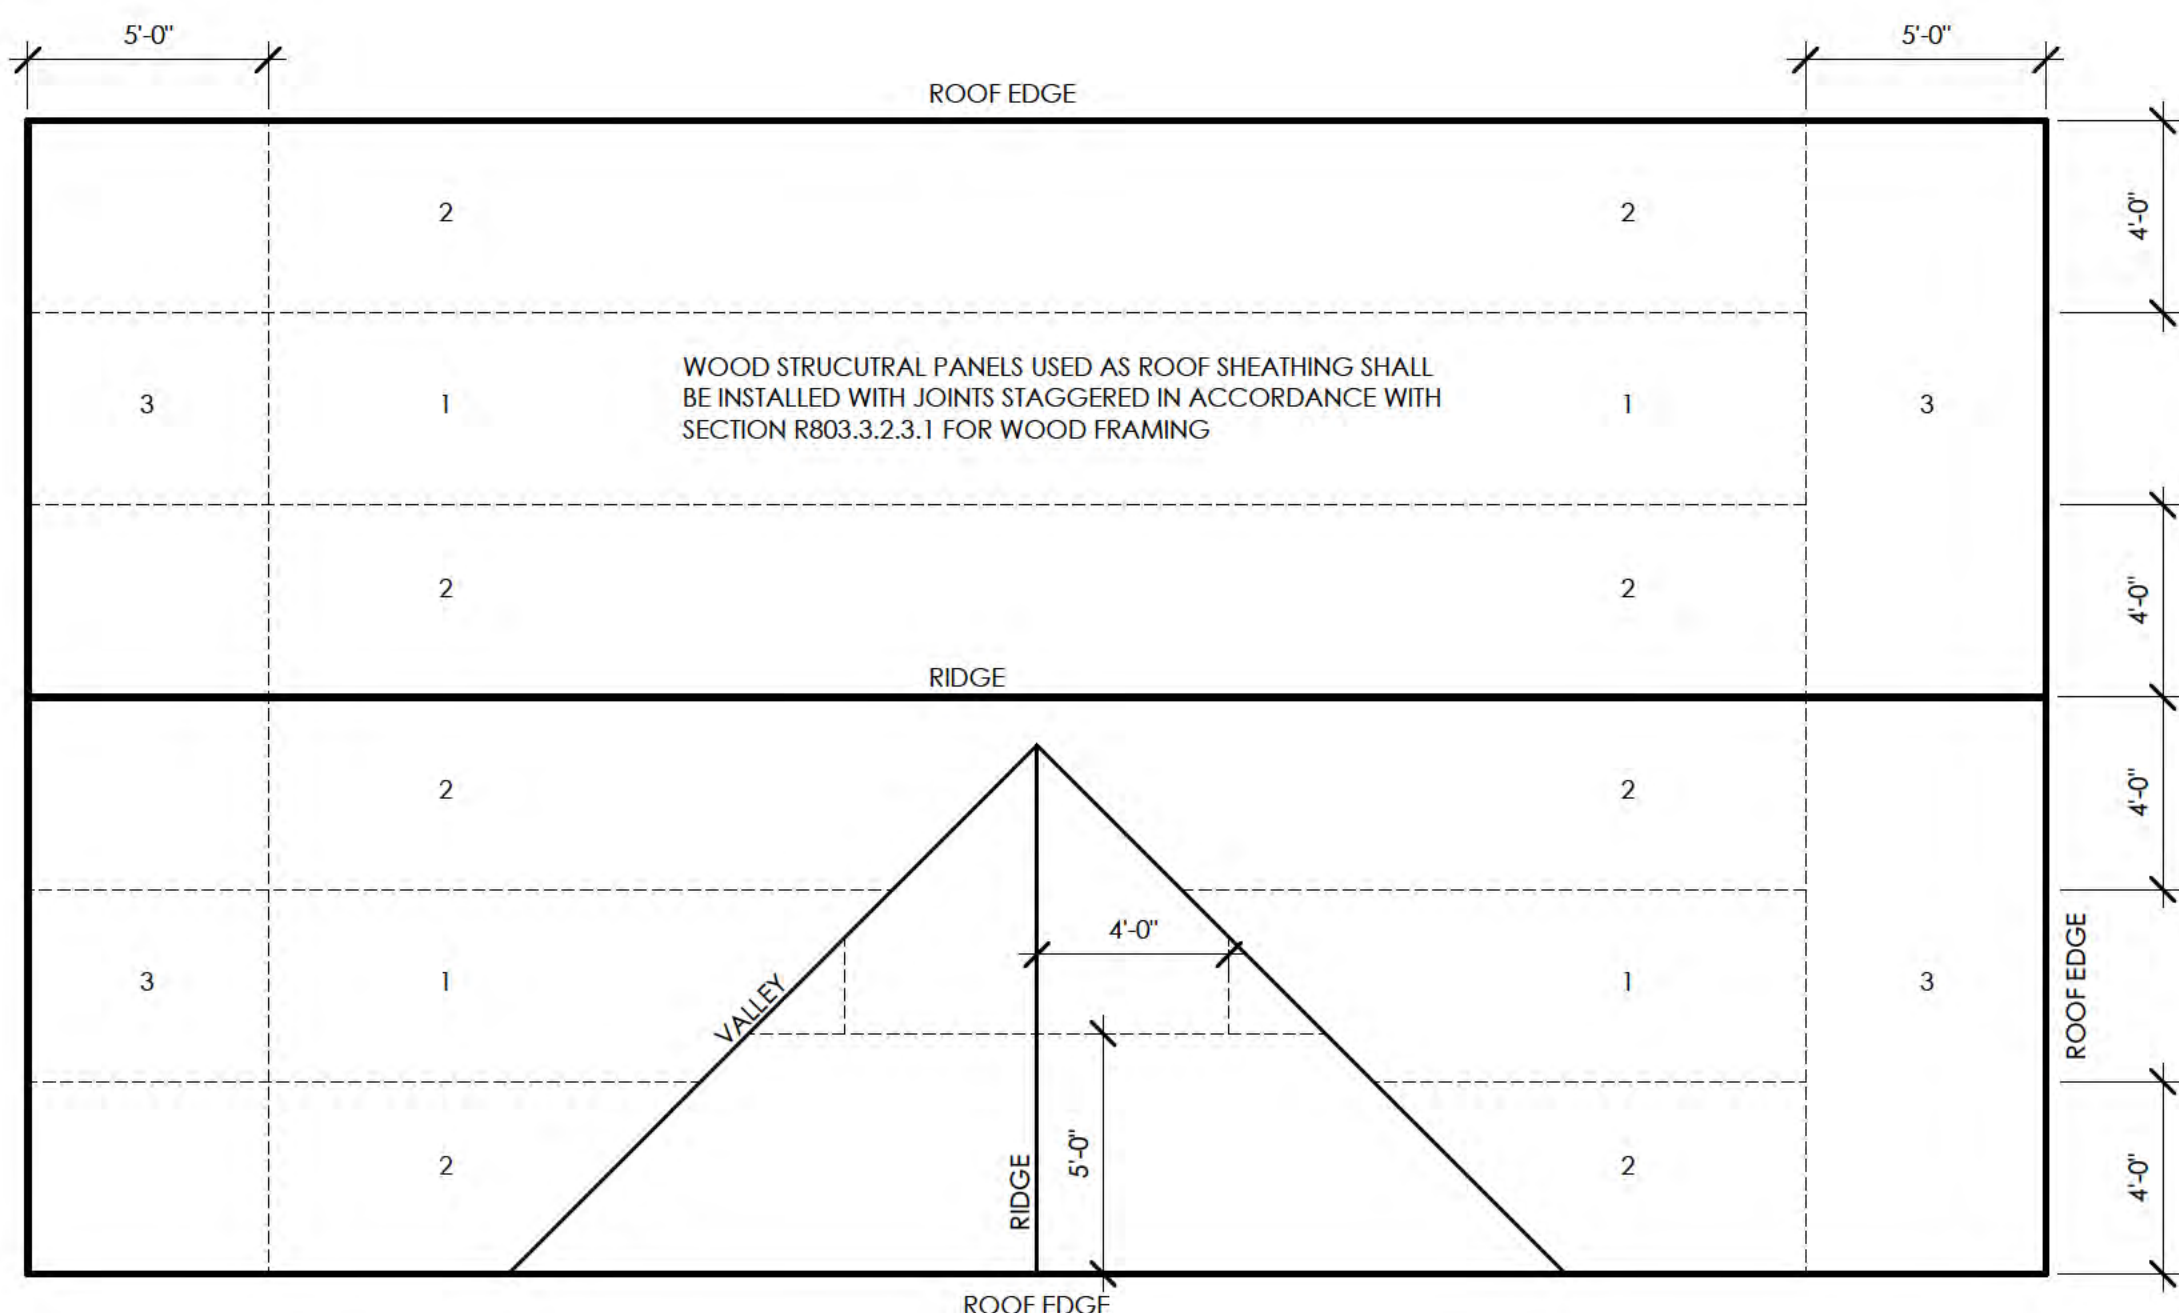 5'-0"
5'-0"
ROOF EDGE
2
2
4'-0"
WOOD STRUCUTRAL PANELS USED AS ROOF SHEATHING SHALL
BE INSTALLED WITH JOINTS STAGGERED IN ACCORDANCE WITH
SECTION R803.3.2.3.1 FOR WOOD FRAMING
3
1
1
3
2
2
4'-0"
RIDGE
2
2
4'-0"
4'-0"
ROOF EDGE
3
1
VALLEY
1
3
RIDGE
5'-0"
2
2
4'-0"
ROOF EDGE